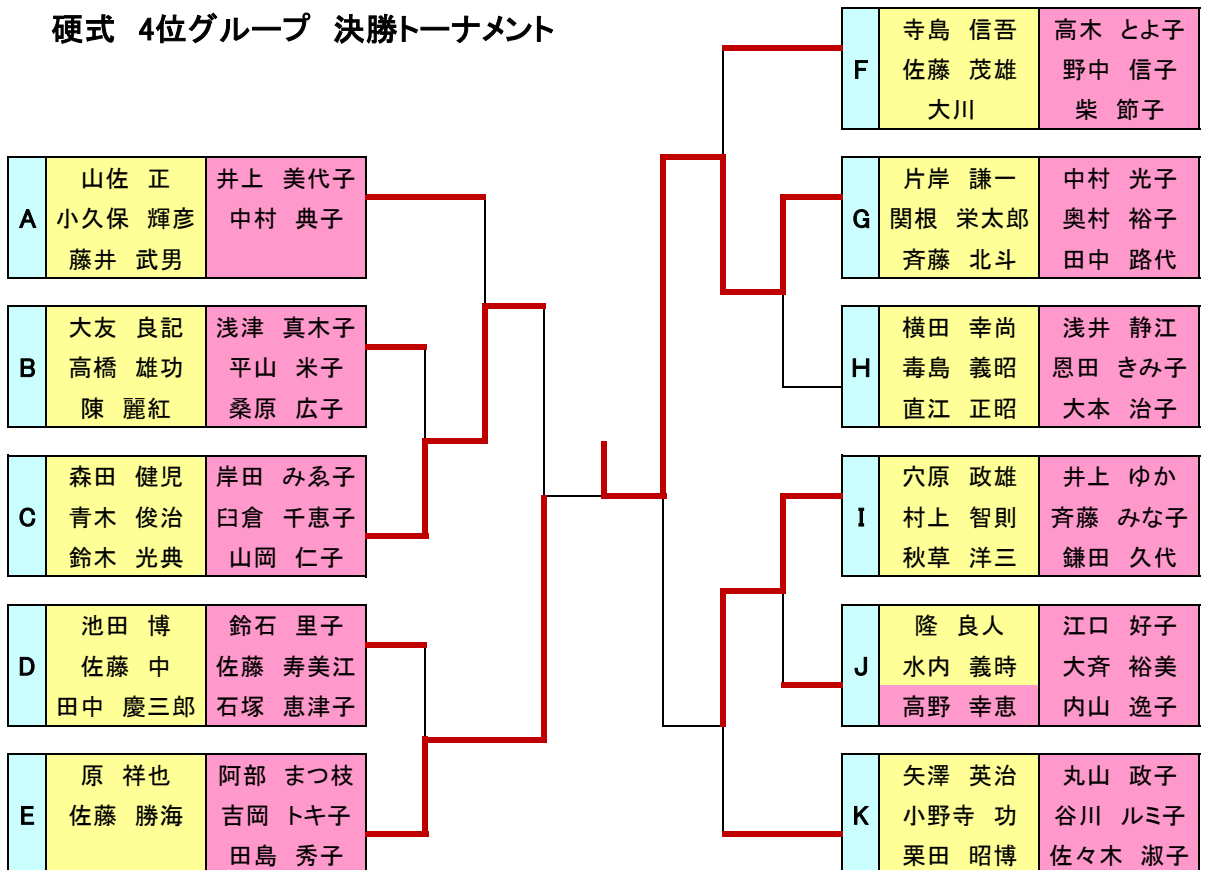 硬式 4位グループ 決勝トーナメント
A
山佐 正 井上 美代子
小久保 輝彦 中村 典子
藤井 武男
B
大友 良記 浅津 真木子
高橋 雄功 平山 米子
陳 麗紅 桑原 広子
C
森田 健児 岸田 みゑ子
青木 俊治 臼倉 千恵子
鈴木 光典 山岡 仁子
D
池田 博 鈴石 里子
佐藤 中 佐藤 寿美江
田中 慶三郎 石塚 恵津子
E
原 祥也 阿部 まつ枝
佐藤 勝海 吉岡 トキ子
田島 秀子
F
寺島 信吾 高木 とよ子
佐藤 茂雄 野中 信子
大川 柴 節子
G
片岸 謙一 中村 光子
関根 栄太郎 奥村 裕子
斉藤 北斗 田中 路代
H
横田 幸尚 浅井 静江
毒島 義昭 恩田 きみ子
直江 正昭 大本 治子
I
穴原 政雄 井上 ゆか
村上 智則 斉藤 みな子
秋草 洋三 鎌田 久代
J
隆 良人 江口 好子
水内 義時 大斉 裕美
高野 幸恵 内山 逸子
K
矢澤 英治 丸山 政子
小野寺 功 谷川 ルミ子
栗田 昭博 佐々木 淑子